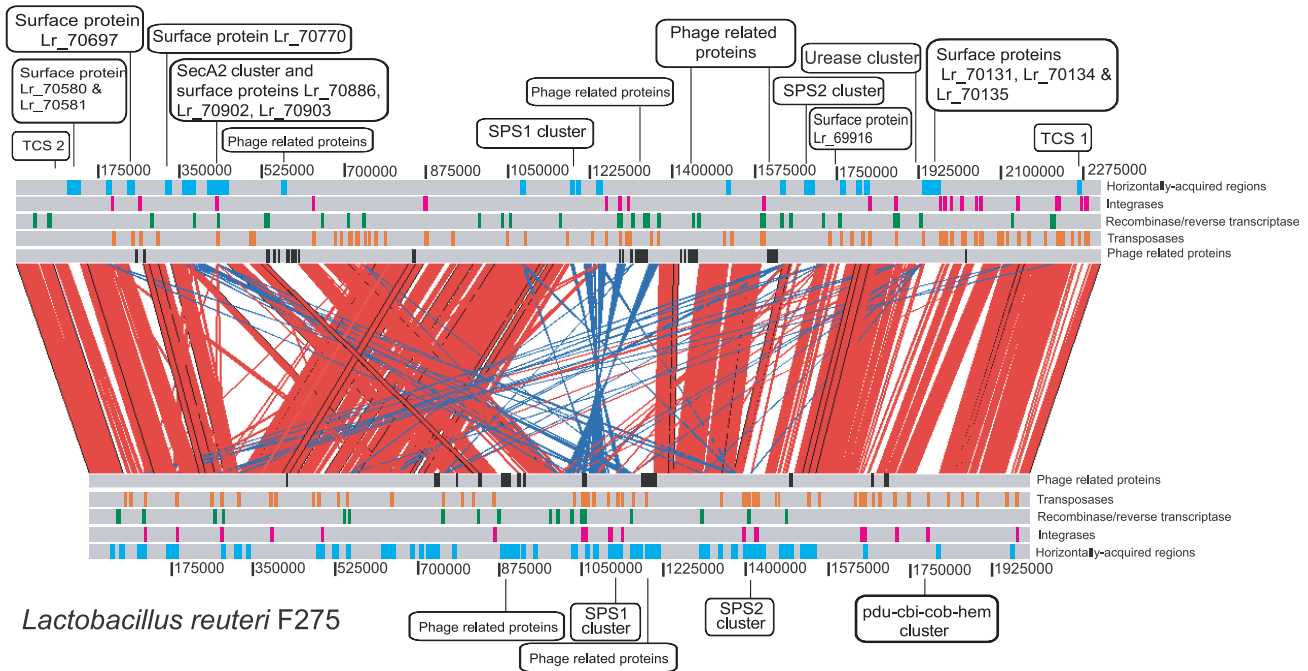 Surface protein
Lr_70697
Surface protein Lr_70770
Phage related
proteins
Urease cluster
Surface proteins
Lr_70131, Lr_70134 &
Lr_70135
Surface protein
Lr_70580 &
Lr_70581
SecA2 cluster and
surface proteins Lr_70886,
Lr_70902, Lr_70903
Phage related proteins
SPS2 cluster
SPS1 cluster
Surface protein
Lr_69916
TCS 2
Phage related proteins
TCS 1
175000
350000
525000
700000
875000
1050000
1225000
1400000
1575000
1750000
1925000
2100000
2275000
Horizontally-acquired regions
Integrases
Recombinase/reverse transcriptase
Transposases
Phage related proteins
Phage related proteins
Transposases
Recombinase/reverse transcriptase
Integrases
Horizontally-acquired regions
175000
350000
525000
700000
875000
1050000
1225000
1400000
1575000
1750000
1925000
Lactobacillus reuteri F275
Phage related proteins
SPS1
cluster
SPS2
cluster
pdu-cbi-cob-hem
cluster
Phage related proteins